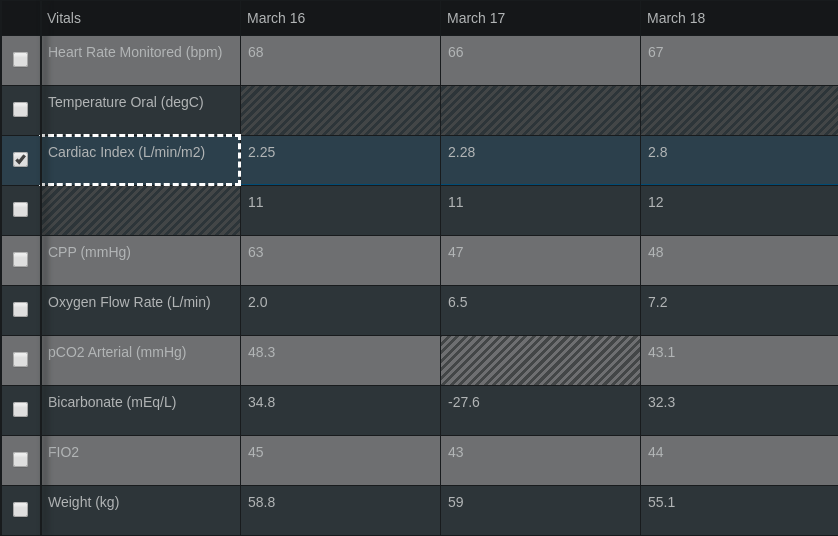 Vitals March 16 March 17 March 18
Heart Rate Monitored (bpm) 68 66 67
Temperature Oral (degC)
Cardiac Index (L/min/m2) 2.25 2.28 2.8
11 11 12
CPP (mmHg) 63 47 48
Oxygen Flow Rate (L/min) 2.0 6.5 7.2
pCO2 Arterial (mmHg) 48.3 43.1
Bicarbonate (mEq/L) 34.8 -27.6 32.3
FIO2 45 43 44
Weight (kg) 58.8 59 55.1